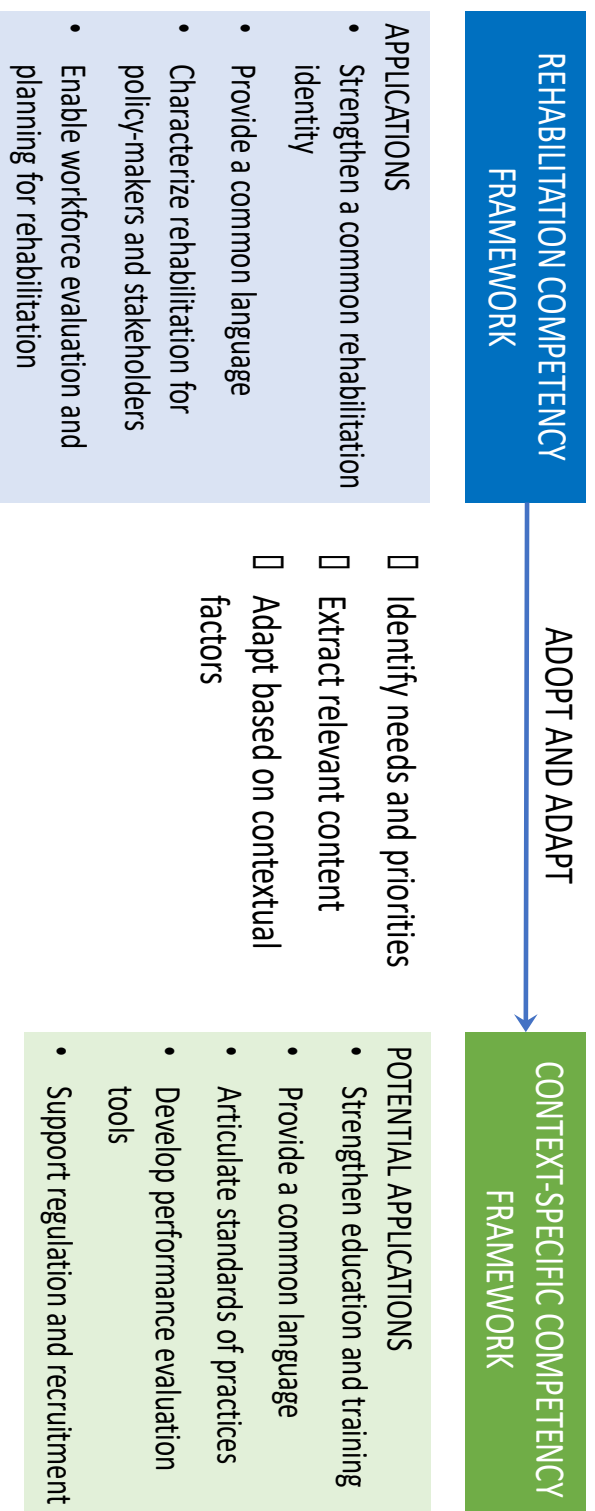 REHABILITATION COMPETENCY
FRAMEWORK
APPLICATIONS
• Strengthen a common rehabilitation
identity
• Provide a common language
• Characterize rehabilitation for
policy-makers and stakeholders
• Enable workforce evaluation and
planning for rehabilitation
ADOPT AND ADAPT
▯ Identify needs and priorities
▯ Extract relevant content
▯ Adapt based on contextual
factors
CONTEXT-SPECIFIC COMPETENCY
FRAMEWORK
POTENTIAL APPLICATIONS
• Strengthen education and training
• Provide a common language
• Articulate standards of practices
• Develop performance evaluation
tools
• Support regulation and recruitment